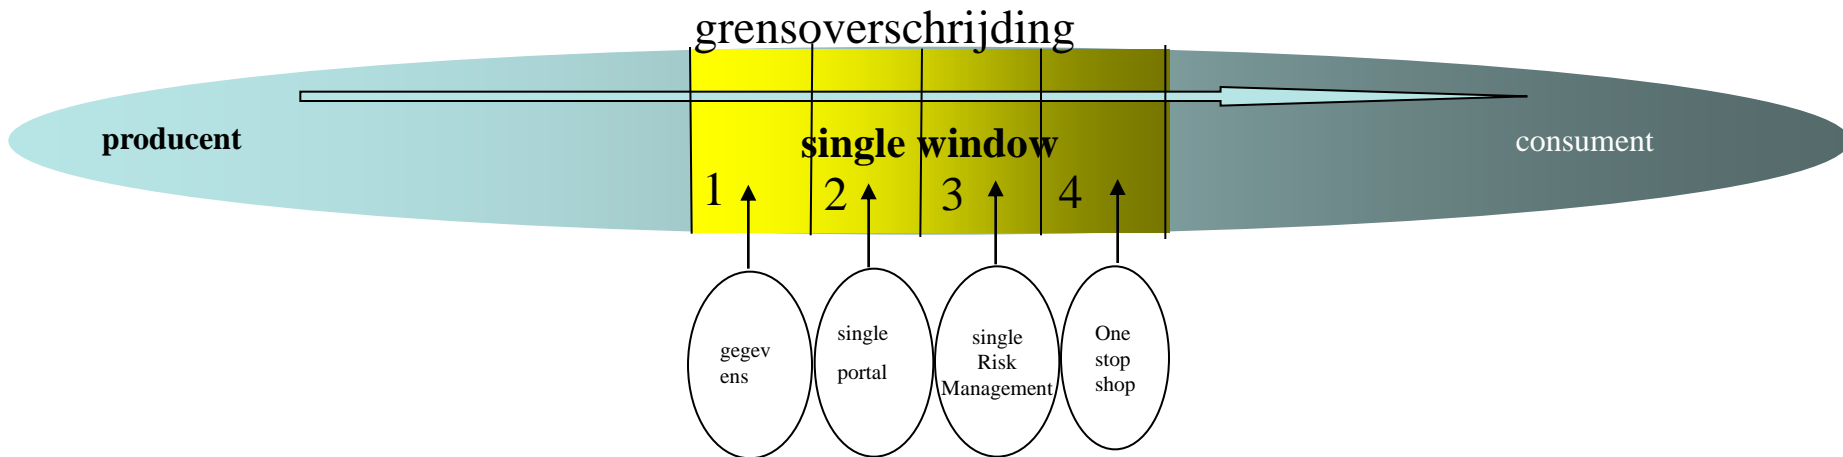 grensoverschrijding
producent
single window
consument
1
2
3
4
gegev
ens
single
portal
single
Risk
Management
One
stop
shop